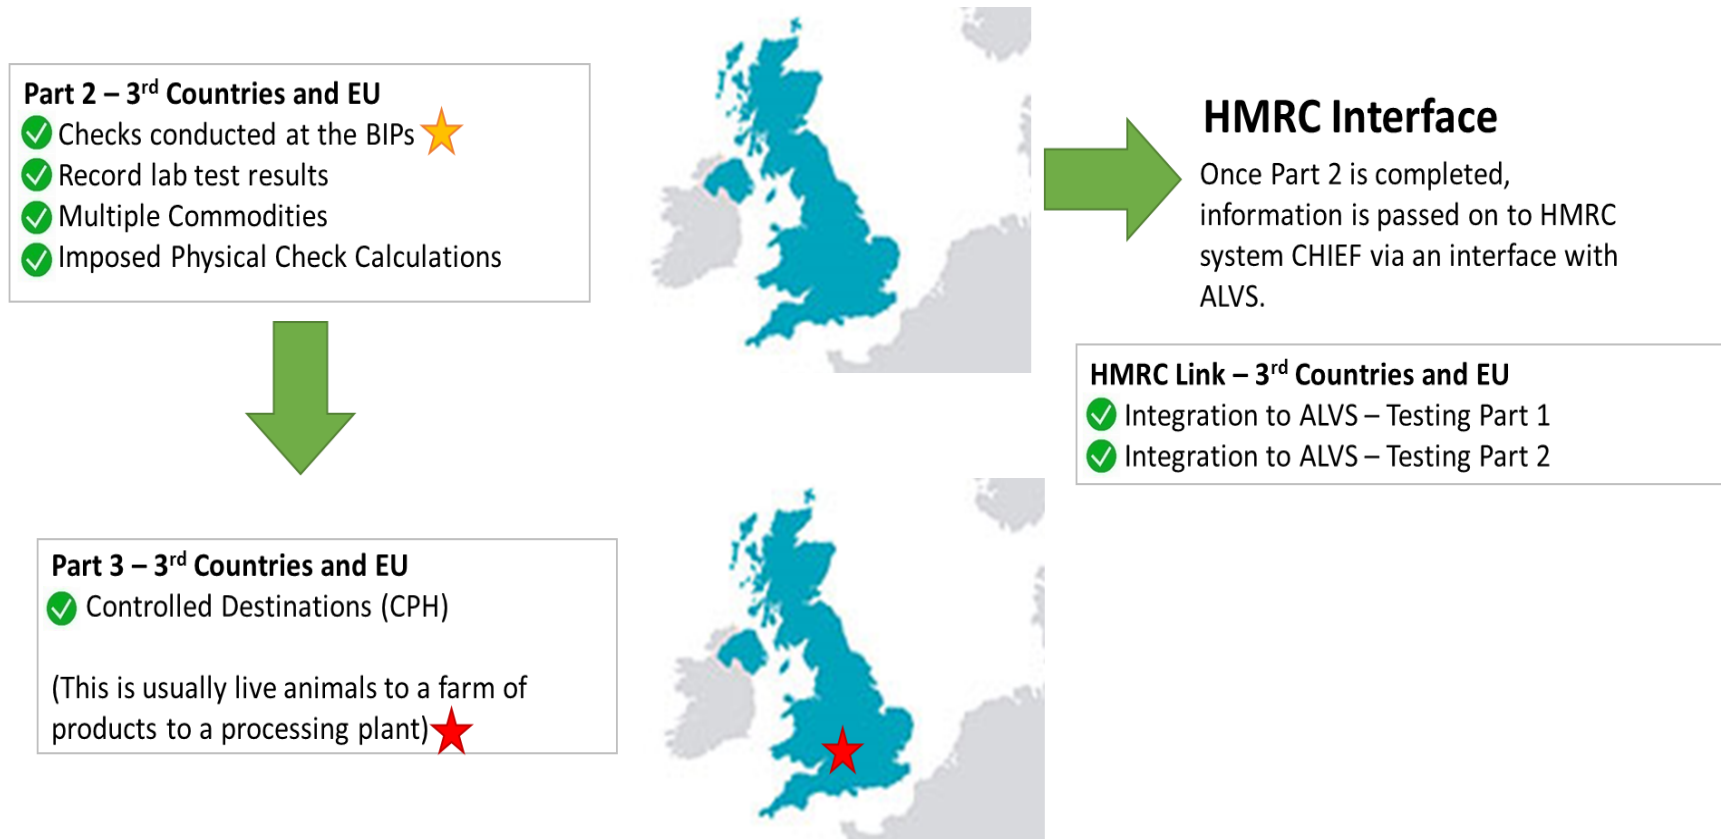 Part 2 – 3rd Countries and EU
Checks conducted at the BIPs
Record lab test results
Multiple Commodities
Imposed Physical Check Calculations
HMRC Interface
Once Part 2 is completed,
information is passed on to HMRC
system CHIEF via an interface with
ALVS.
HMRC Link – 3rd Countries and EU
Integration to ALVS – Testing Part 1
Integration to ALVS – Testing Part 2
Part 3 – 3rd Countries and EU
Controlled Destinations (CPH)
(This is usually live animals to a farm of
products to a processing plant)